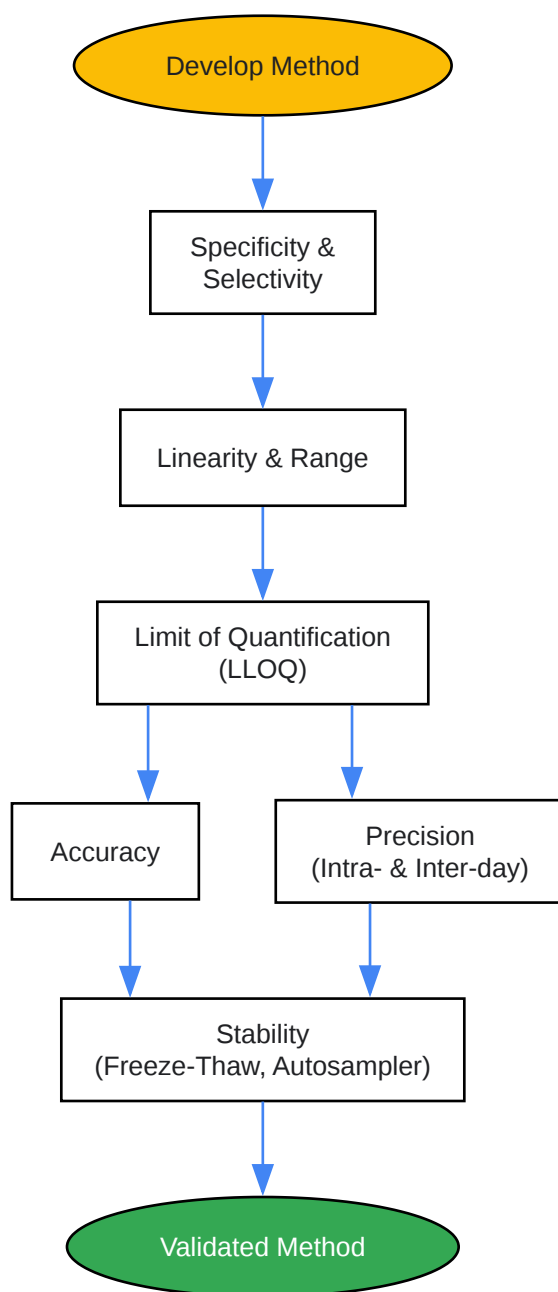 Develop Method
Specificity &
Selectivity
Linearity & Range
Limit of Quantification
(LLOQ)
Accuracy
Precision
(Intra- & Inter-day)
Stability
(Freeze-Thaw, Autosampler)
Validated Method